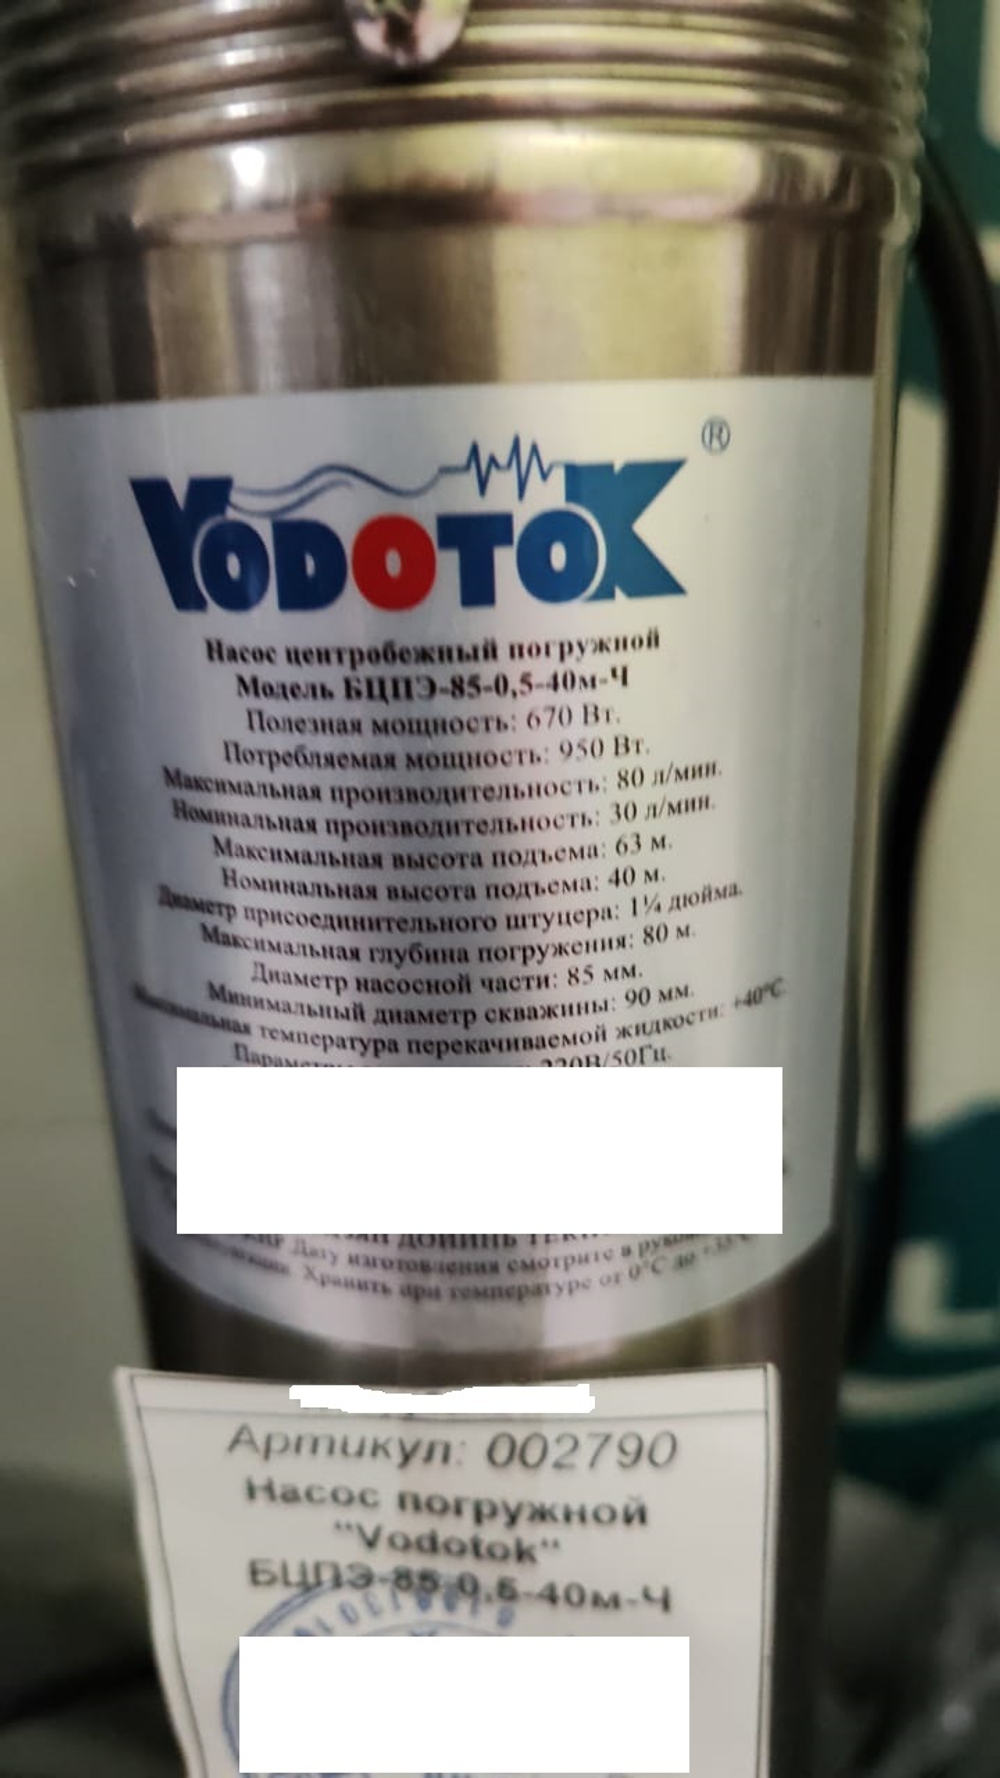 VODOTOK ®
Насос центробежный погружной
Модель БЦПЭ-85-0,5-40м-Ч
Полезная мощность: 670 Вт.
Потребляемая мощность: 950 Вт.
Максимальная производительность: 80 л/мин.
Номинальная производительность: 30 л/мин.
Максимальная высота подъема: 63 м.
Номинальная высота подъема: 40 м.
Диаметр присоединительного штуцера: 1¼ дюйма.
Максимальная глубина погружения: 80 м.
Диаметр насосной части: 85 мм.
Минимальный диаметр скважины: 90 мм.
Максимальная температура перекачиваемой жидкости: +40°C.
220В/50Гц.
Дату изготовления смотрите в
Хранить при температуре от 0°C до +35°
Артикул: 002790
Насос погружной
"Vodotok"
БЦПЭ-85-0,5-40м-Ч